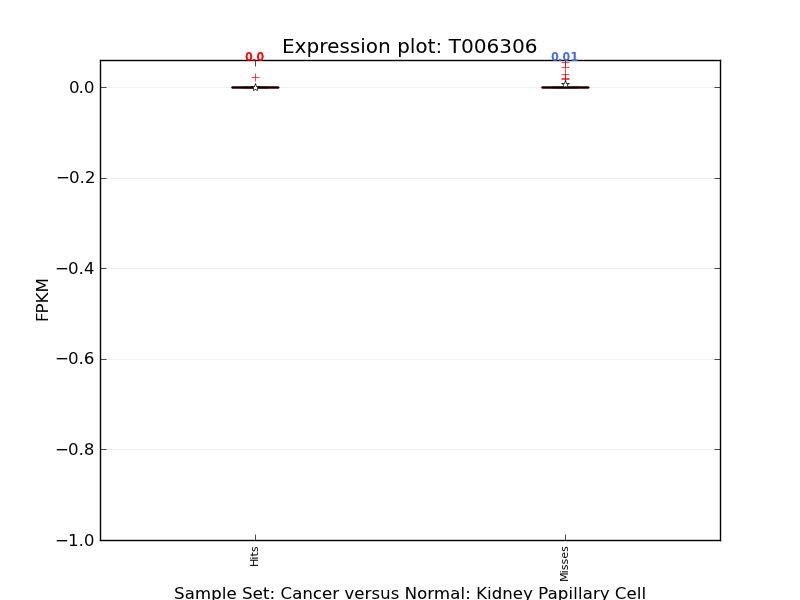 Expression plot: T006306
0.0
0.01
0.0
−0.2
−0.4
−0.6
−0.8
−1.0
FPKM
Hits
Misses
Sample Set: Cancer versus Normal: Kidney Papillary Cell